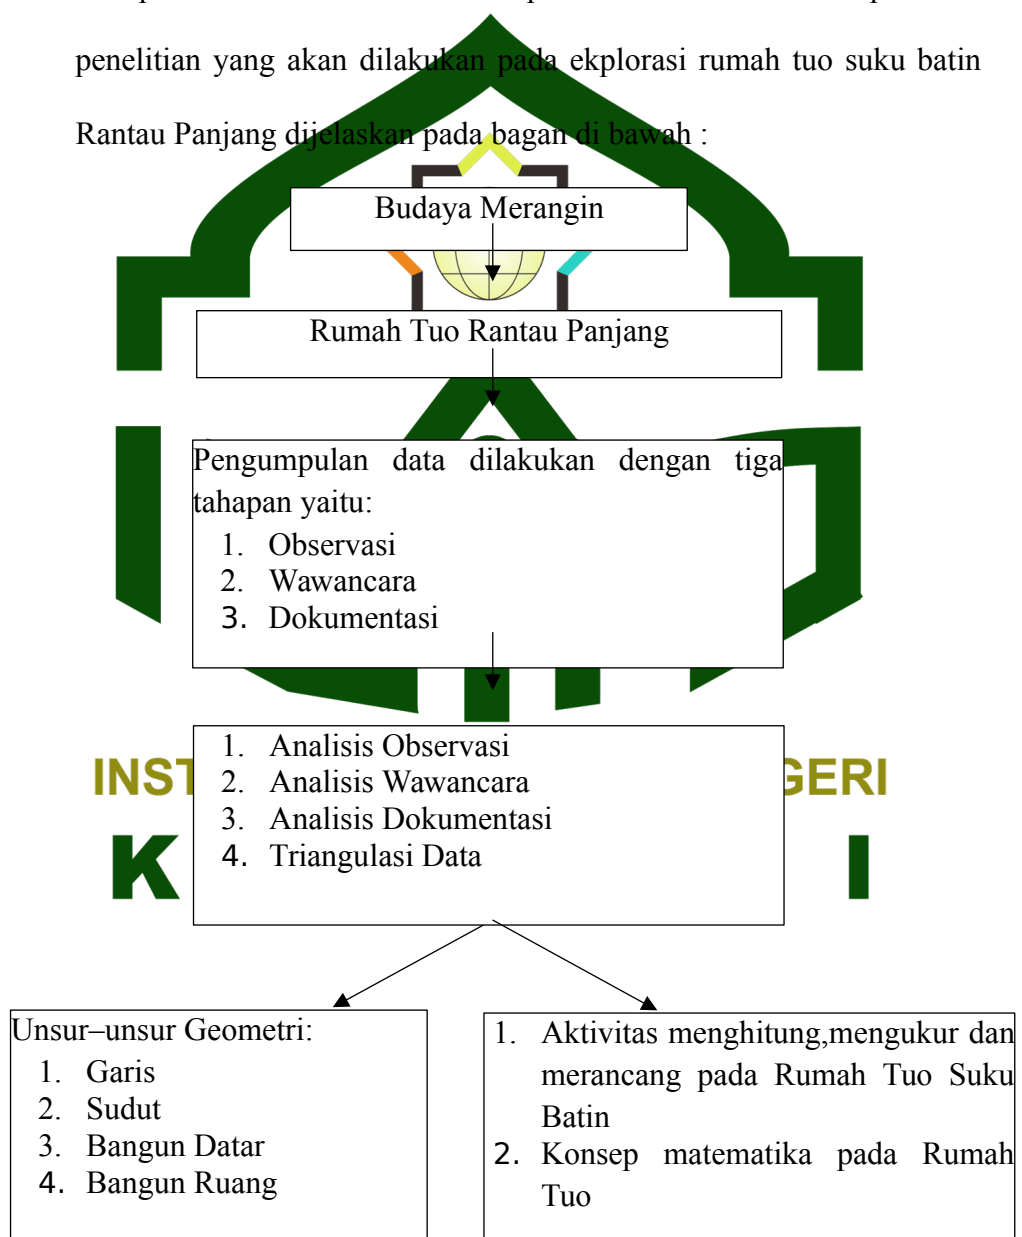 penelitian yang akan dilakukan pada ekplorasi rumah tuo suku batin
Rantau Panjang dijelaskan pada bagan di bawah :
Budaya Merangin
Rumah Tuo Rantau Panjang
Pengumpulan data dilakukan dengan tiga
tahapan yaitu:
1. Observasi
2. Wawancara
3. Dokumentasi
1. Analisis Observasi
2. Analisis Wawancara
3. Analisis Dokumentasi
4. Triangulasi Data
INST GERI
K I
Unsur–unsur Geometri:
1. Garis
2. Sudut
3. Bangun Datar
4. Bangun Ruang
1. Aktivitas menghitung,mengukur dan
merancang pada Rumah Tuo Suku
Batin
2. Konsep matematika pada Rumah
Tuo